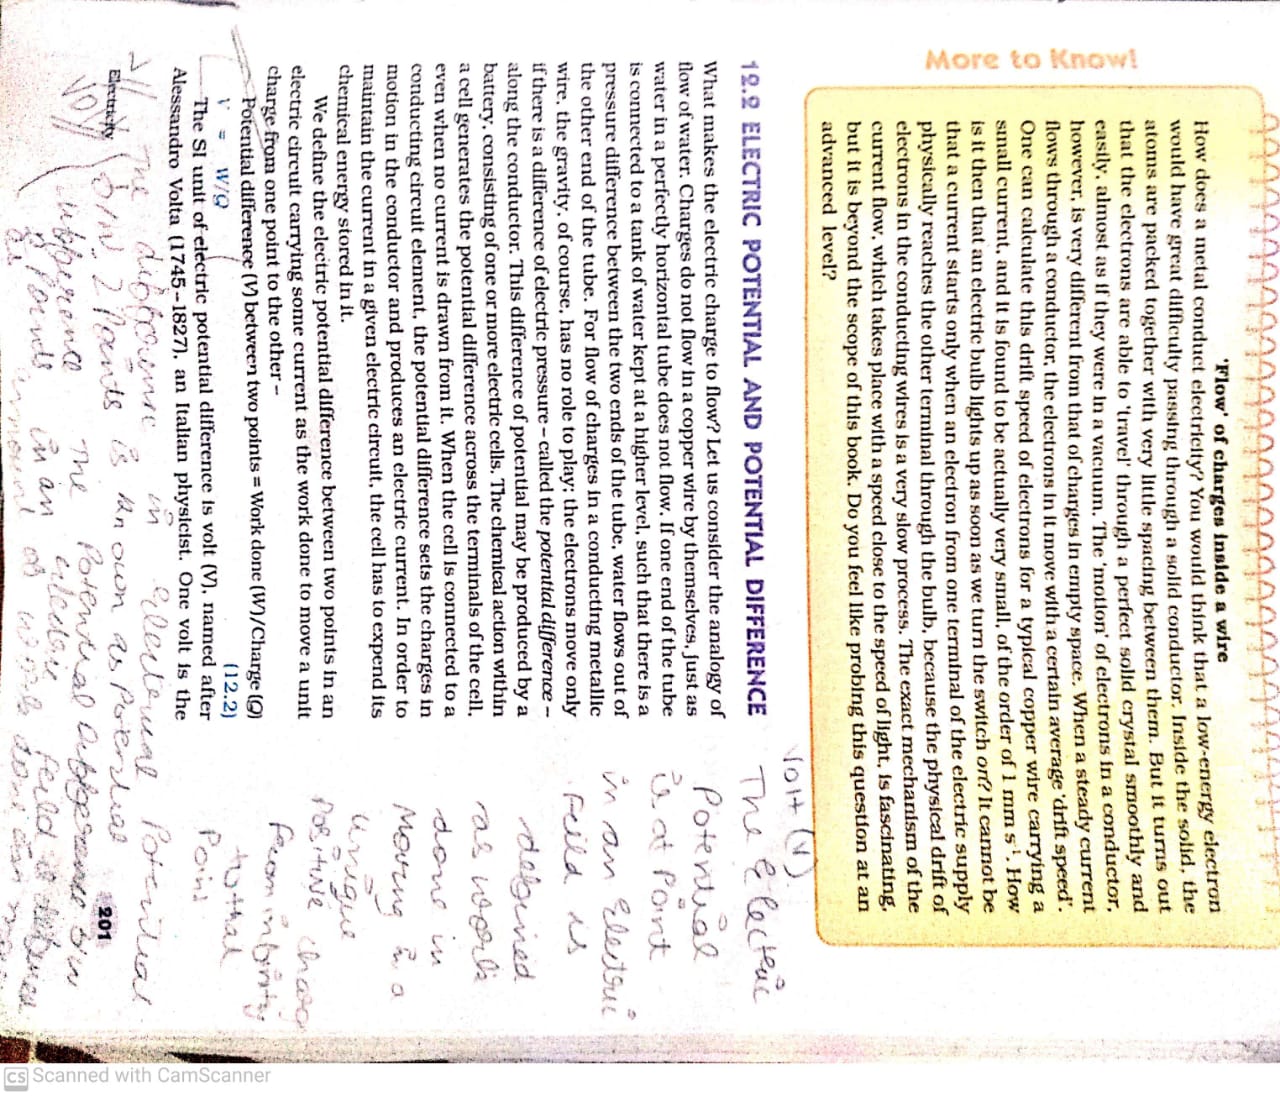 More to Know!
'Flow' of charges inside a wire
How does a metal conduct electricity? You would think that a low-energy electron
would have great difficulty passing through a solid conductor. Inside the solid, the
atoms are packed together with very little spacing between them. But it turns out
that the electrons are able to 'travel' through a perfect solid crystal smoothly and
easily, almost as if they were in a vacuum. The 'motion' of electrons in a conductor,
however, is very different from that of charges in empty space. When a steady current
flows through a conductor, the electrons in it move with a certain average 'drift speed'.
One can calculate this drift speed of electrons for a typical copper wire carrying a
small current, and it is found to be actually very small, of the order of 1 mm s⁻¹. How
is it then that an electric bulb lights up as soon as we turn the switch on? It cannot be
that a current starts only when an electron from one terminal of the electric supply
physically reaches the other terminal through the bulb, because the physical drift of
electrons in the conducting wires is a very slow process. The exact mechanism of the
current flow, which takes place with a speed close to the speed of light, is fascinating,
but it is beyond the scope of this book. Do you feel like probing this question at an
advanced level?
12.2 ELECTRIC POTENTIAL AND POTENTIAL DIFFERENCE
What makes the electric charge to flow? Let us consider the analogy of
flow of water. Charges do not flow in a copper wire by themselves, just as
water in a perfectly horizontal tube does not flow. If one end of the tube
is connected to a tank of water kept at a higher level, such that there is a
pressure difference between the two ends of the tube, water flows out of
the other end of the tube. For flow of charges in a conducting metallic
wire, the gravity, of course, has no role to play; the electrons move only
if there is a difference of electric pressure – called the potential difference –
along the conductor. This difference of potential may be produced by a
battery, consisting of one or more electric cells. The chemical action within
a cell generates the potential difference across the terminals of the cell,
even when no current is drawn from it. When the cell is connected to a
conducting circuit element, the potential difference sets the charges in
motion in the conductor and produces an electric current. In order to
maintain the current in a given electric circuit, the cell has to expend its
chemical energy stored in it.
We define the electric potential difference between two points in an
electric circuit carrying some current as the work done to move a unit
charge from one point to the other –
Potential difference (V) between two points = Work done (W)/Charge (Q)
V = W/Q (12.2)
The SI unit of electric potential difference is volt (V), named after
Alessandro Volta (1745–1827), an Italian physicist. One volt is the
Volt (V)
The Electric
Potential
is at Point
in an Electric
Feild is
defined
as work
done in
Moving a
unique
Positive charg
from infinity
to that
Point
The difference in Electerical Potential
b/w 2 Points is known as Potential
difference The Potential difference b/w
2 Points in an electric feild is defined
as work done
Electricity
201
CS Scanned with CamScanner